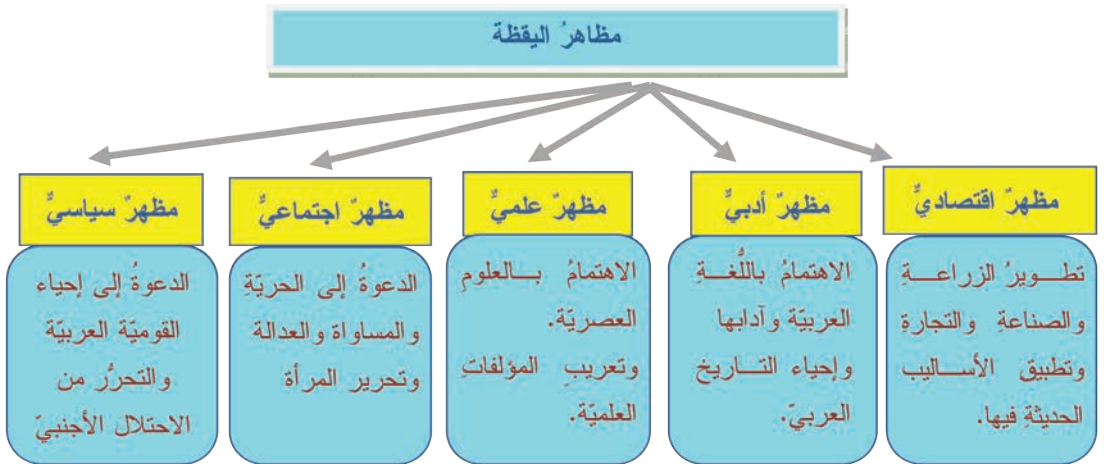 مظاهرُ اليقظة
مظهرٌ اقتصاديٌّ
تطويرُ الزراعةِ
والصناعةِ والتجارةِ
وتطبيق الأساليب
الحديثةِ فيها.
مظهرٌ أدبيٌّ
الاهتمامُ باللُّغةِ
العربيّة وآدابها
وإحياء التاريخ
العربيّ.
مظهرٌ علميٌّ
الاهتمامُ بالعلومِ
العصريّة.
وتعريبِ المؤلفاتِ
العلميّة.
مظهرٌ اجتماعيٌّ
الدعوةُ إلى الحريّةِ
والمساواة والعدالة
وتحرير المرأة
مظهرٌ سياسيٌّ
الدعوةُ إلى إحياء
القوميّة العربيّة
والتحرُّر من
الاحتلال الأجنبيّ